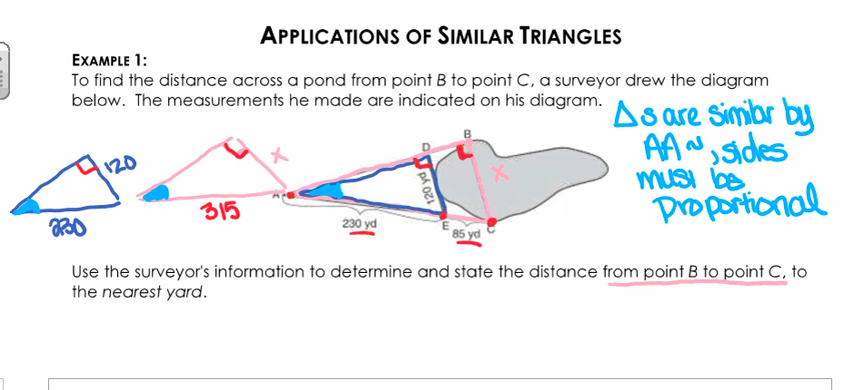 APPLICATIONS OF SIMILAR TRIANGLES
EXAMPLE 1:
To find the distance across a pond from point B to point C, a surveyor drew the diagram
below. The measurements he made are indicated on his diagram.
Δs are similar by
AA ~, sides
must be
proportional
120
230
x
315
A
D
B
120 yd
x
230 yd
E
85 yd
C
Use the surveyor's information to determine and state the distance from point B to point C, to
the nearest yard.